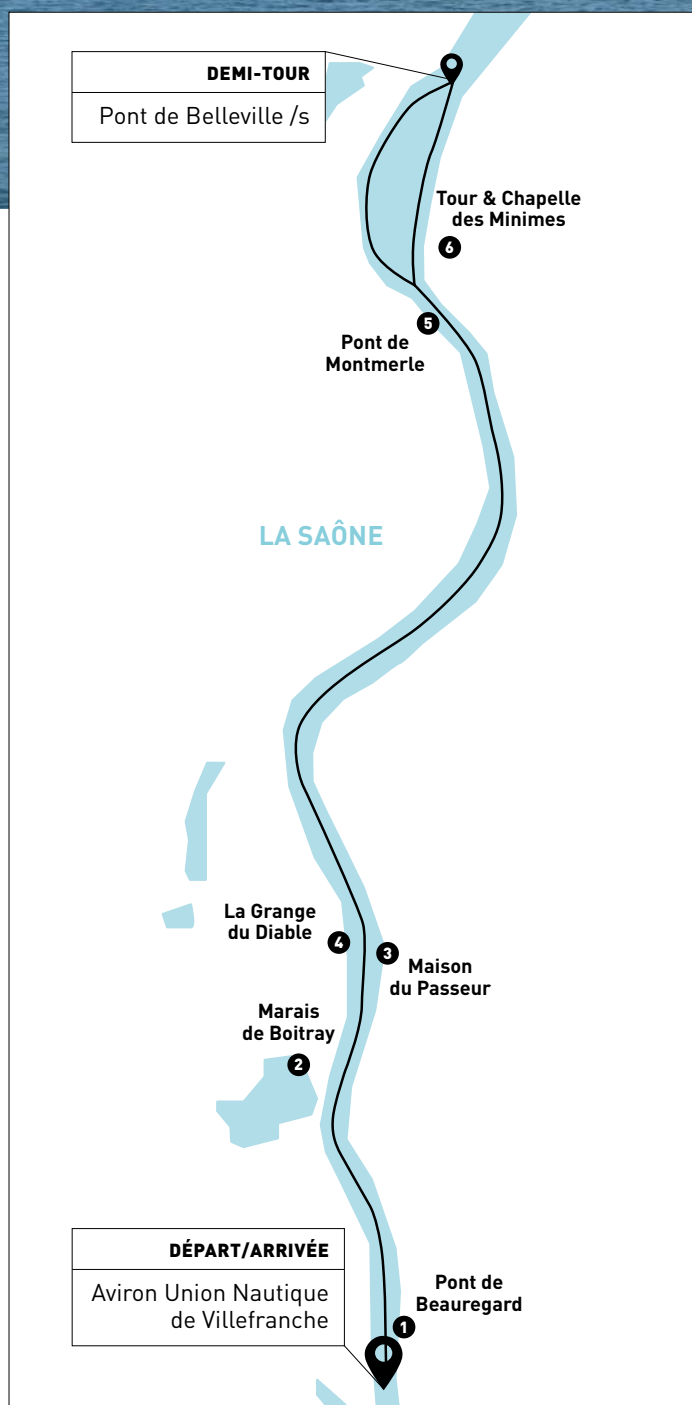 DEMI-TOUR
Pont de Belleville /s
Tour & Chapelle
des Minimes
6
5
Pont de
Montmerle
LA SAÔNE
La Grange
du Diable
4
3
Maison
du Passeur
Marais
de Boitray
2
DÉPART/ARRIVÉE
Aviron Union Nautique
de Villefranche
Pont de
Beauregard
1